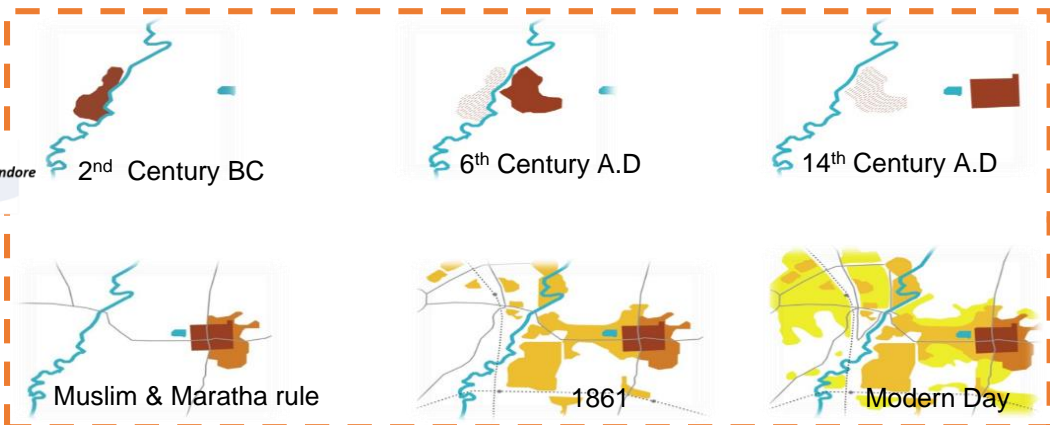 ndore
2nd Century BC
6th Century A.D
14th Century A.D
Muslim & Maratha rule
1861
Modern Day